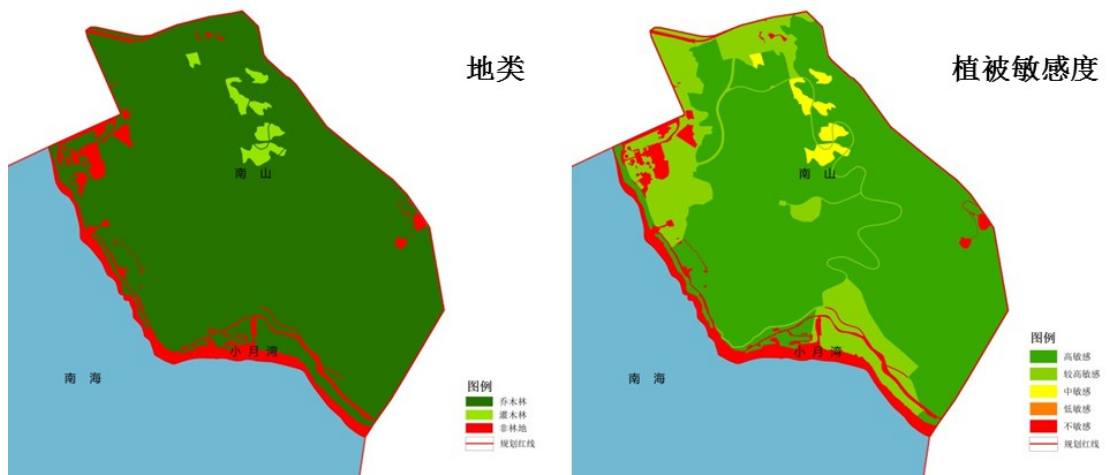 地类
南 山
小 月 湾
南 海
图例
乔木林
灌木林
非林地
规划红线
植被敏感度
南 山
小 月 湾
南 海
图例
高敏感
较高敏感
中敏感
低敏感
不敏感
规划红线